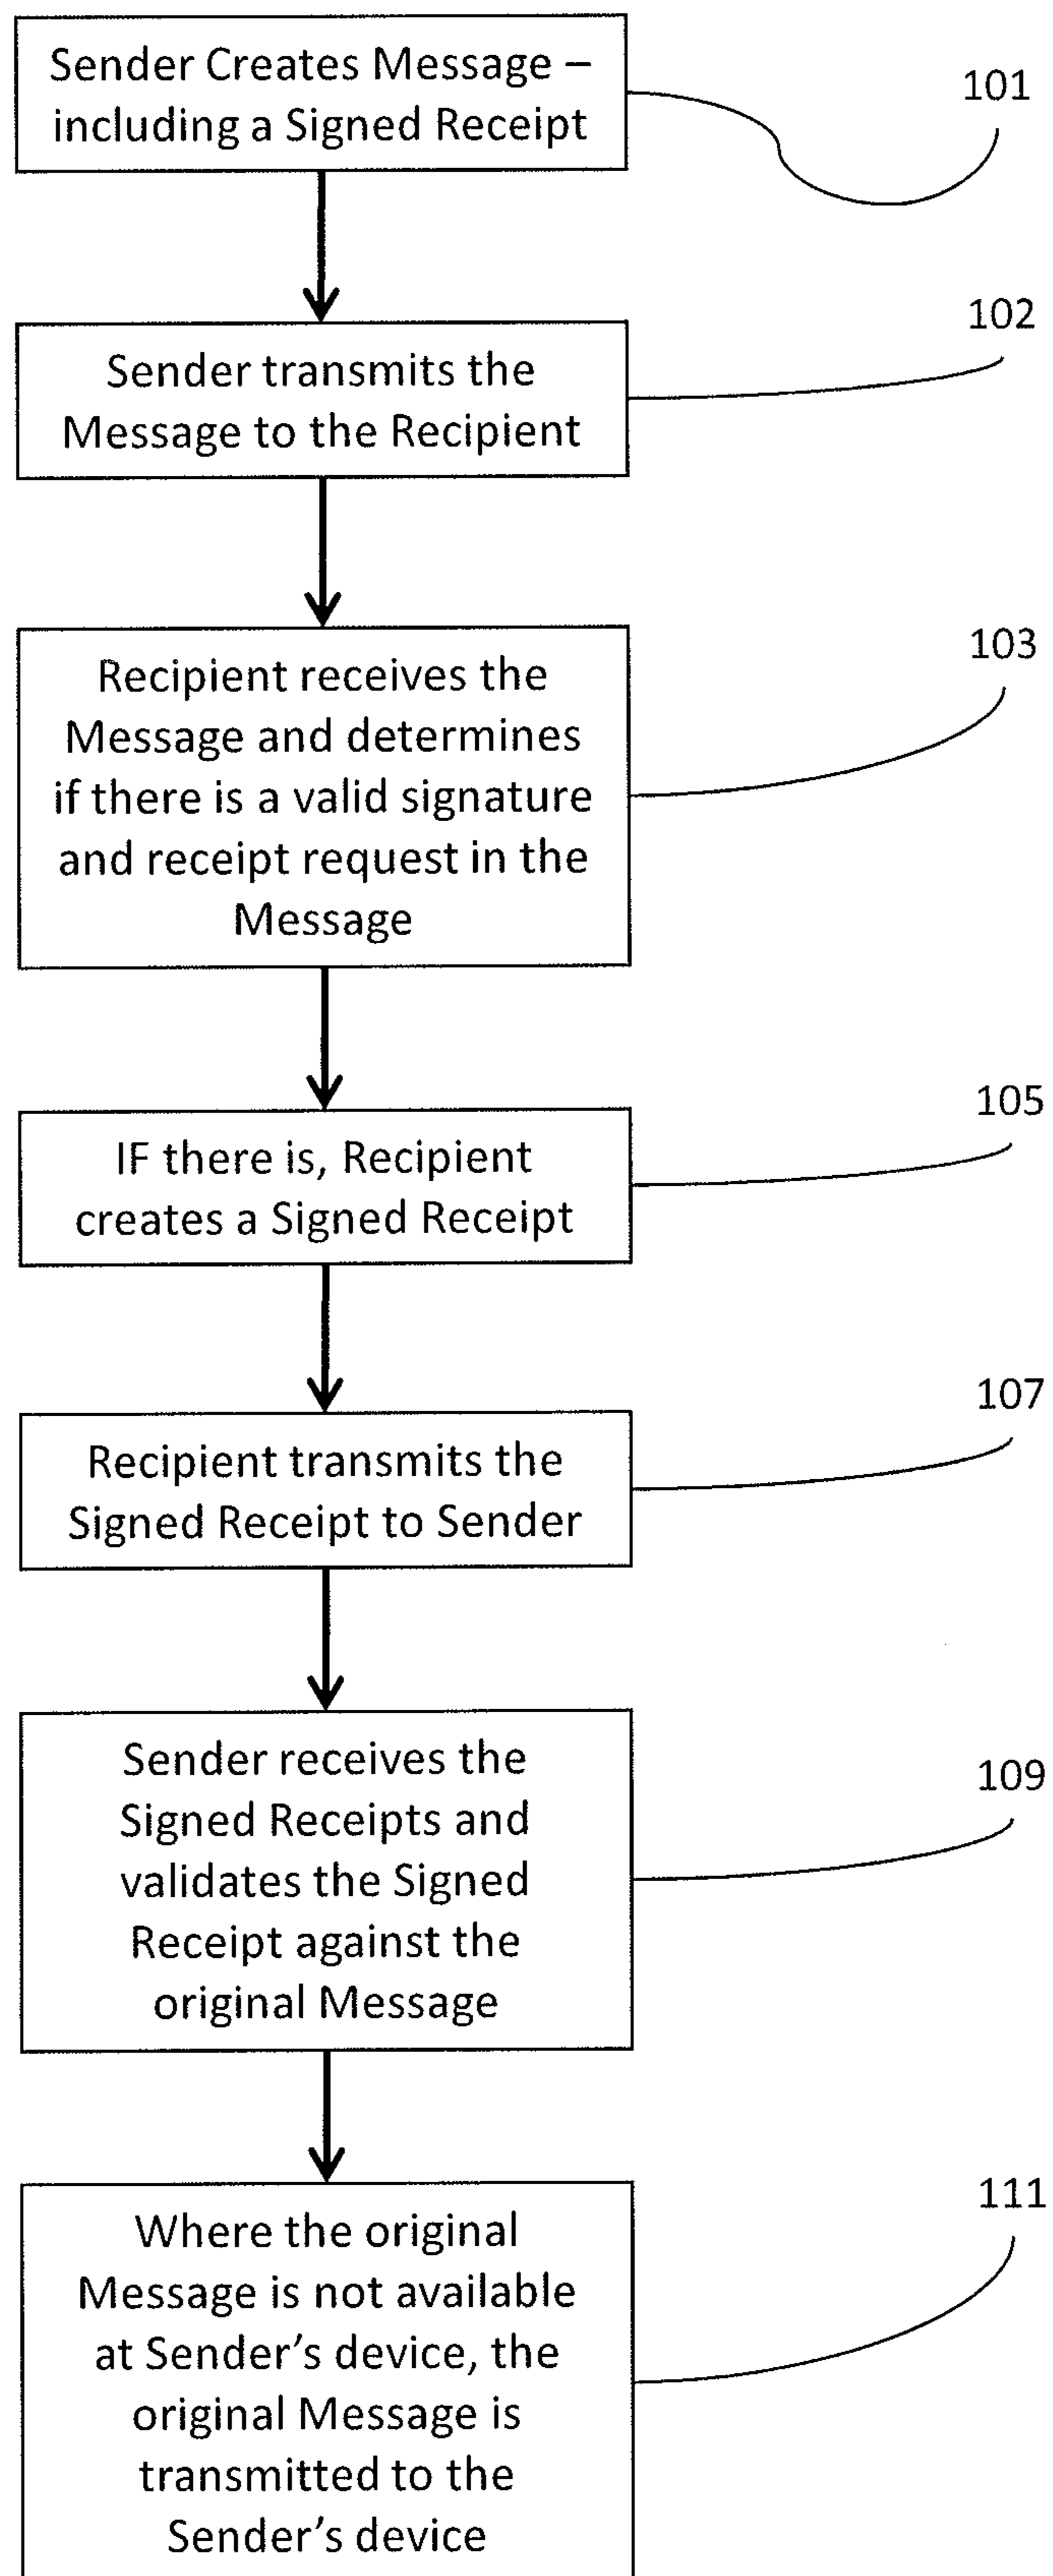 Sender Creates Message –
including a Signed Receipt
101
Sender transmits the
Message to the Recipient
102
Recipient receives the
Message and determines
if there is a valid signature
and receipt request in the
Message
103
IF there is, Recipient
creates a Signed Receipt
105
Recipient transmits the
Signed Receipt to Sender
107
Sender receives the
Signed Receipts and
validates the Signed
Receipt against the
original Message
109
Where the original
Message is not available
at Sender's device, the
original Message is
transmitted to the
Sender's device
111